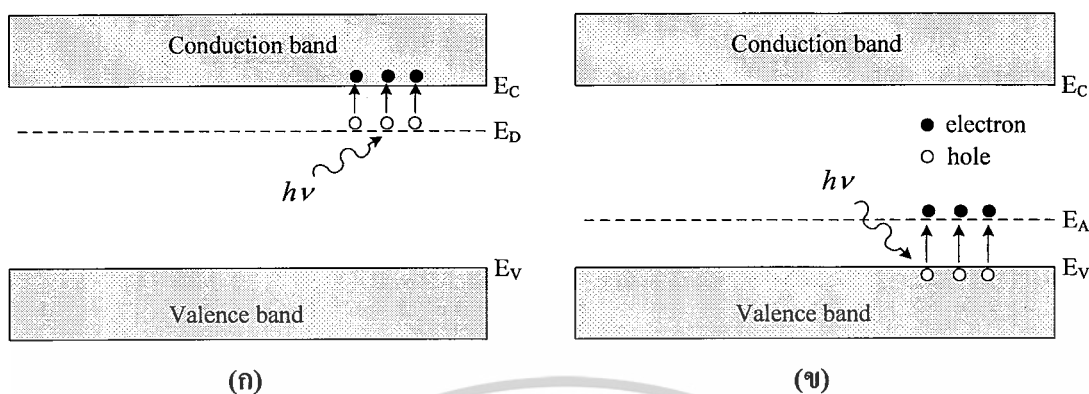 Conduction band
E_C
E_D
hν
E_V
Valence band
(ก)
Conduction band
E_C
electron
hole
hν
E_A
E_V
Valence band
(ข)